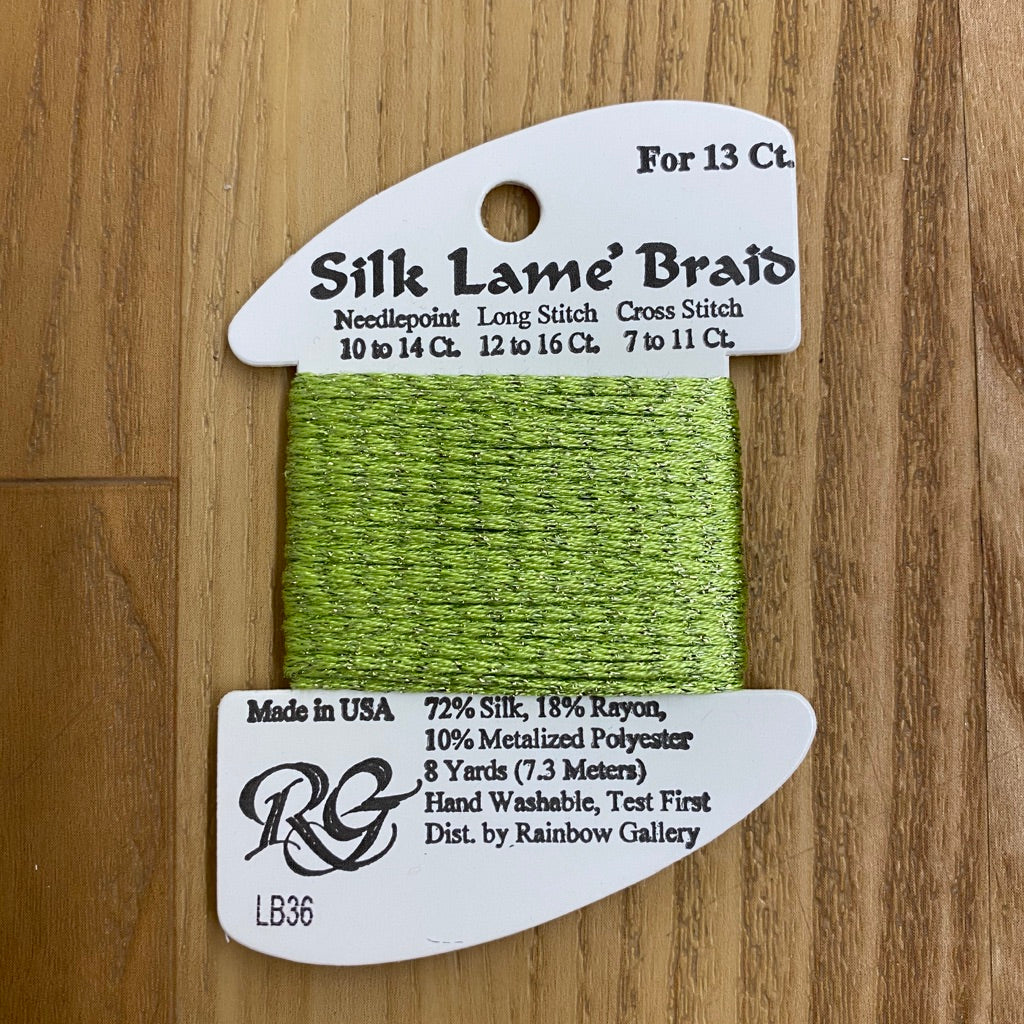 For 13 Ct.
Silk Lame' Braid
Needlepoint Long Stitch Cross Stitch
10 to 14 Ct. 12 to 16 Ct. 7 to 11 Ct.
Made in USA 72% Silk, 18% Rayon,
10% Metalized Polyester
8 Yards (7.3 Meters)
RG Hand Washable, Test First
Dist. by Rainbow Gallery
LB36